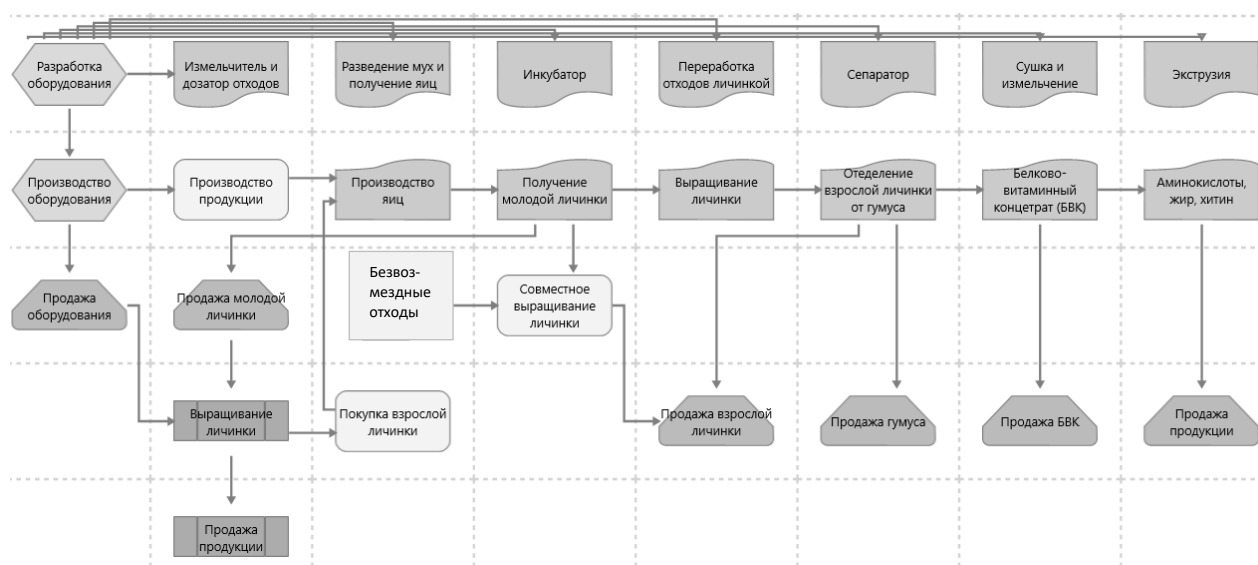 Разработка
оборудования
Измельчитель и
дозатор отходов
Разведение мух и
получение яиц
Инкубатор
Переработка
отходов личинкой
Сепаратор
Сушка и
измельчение
Экструзия
Производство
оборудования
Производство
продукции
Производство
яиц
Получение
молодой личинки
Выращивание
личинки
Отеделение
взрослой личинки
от гумуса
Белково-
витаминный
концетрат (БВК)
Аминокислоты,
жир, хитин
Продажа
оборудования
Продажа молодой
личинки
Безвоз-
мездные
отходы
Совместное
выращивание
личинки
Выращивание
личинки
Покупка взрослой
личинки
Продажа взрослой
личинки
Продажа гумуса
Продажа БВК
Продажа
продукции
Продажа
продукции